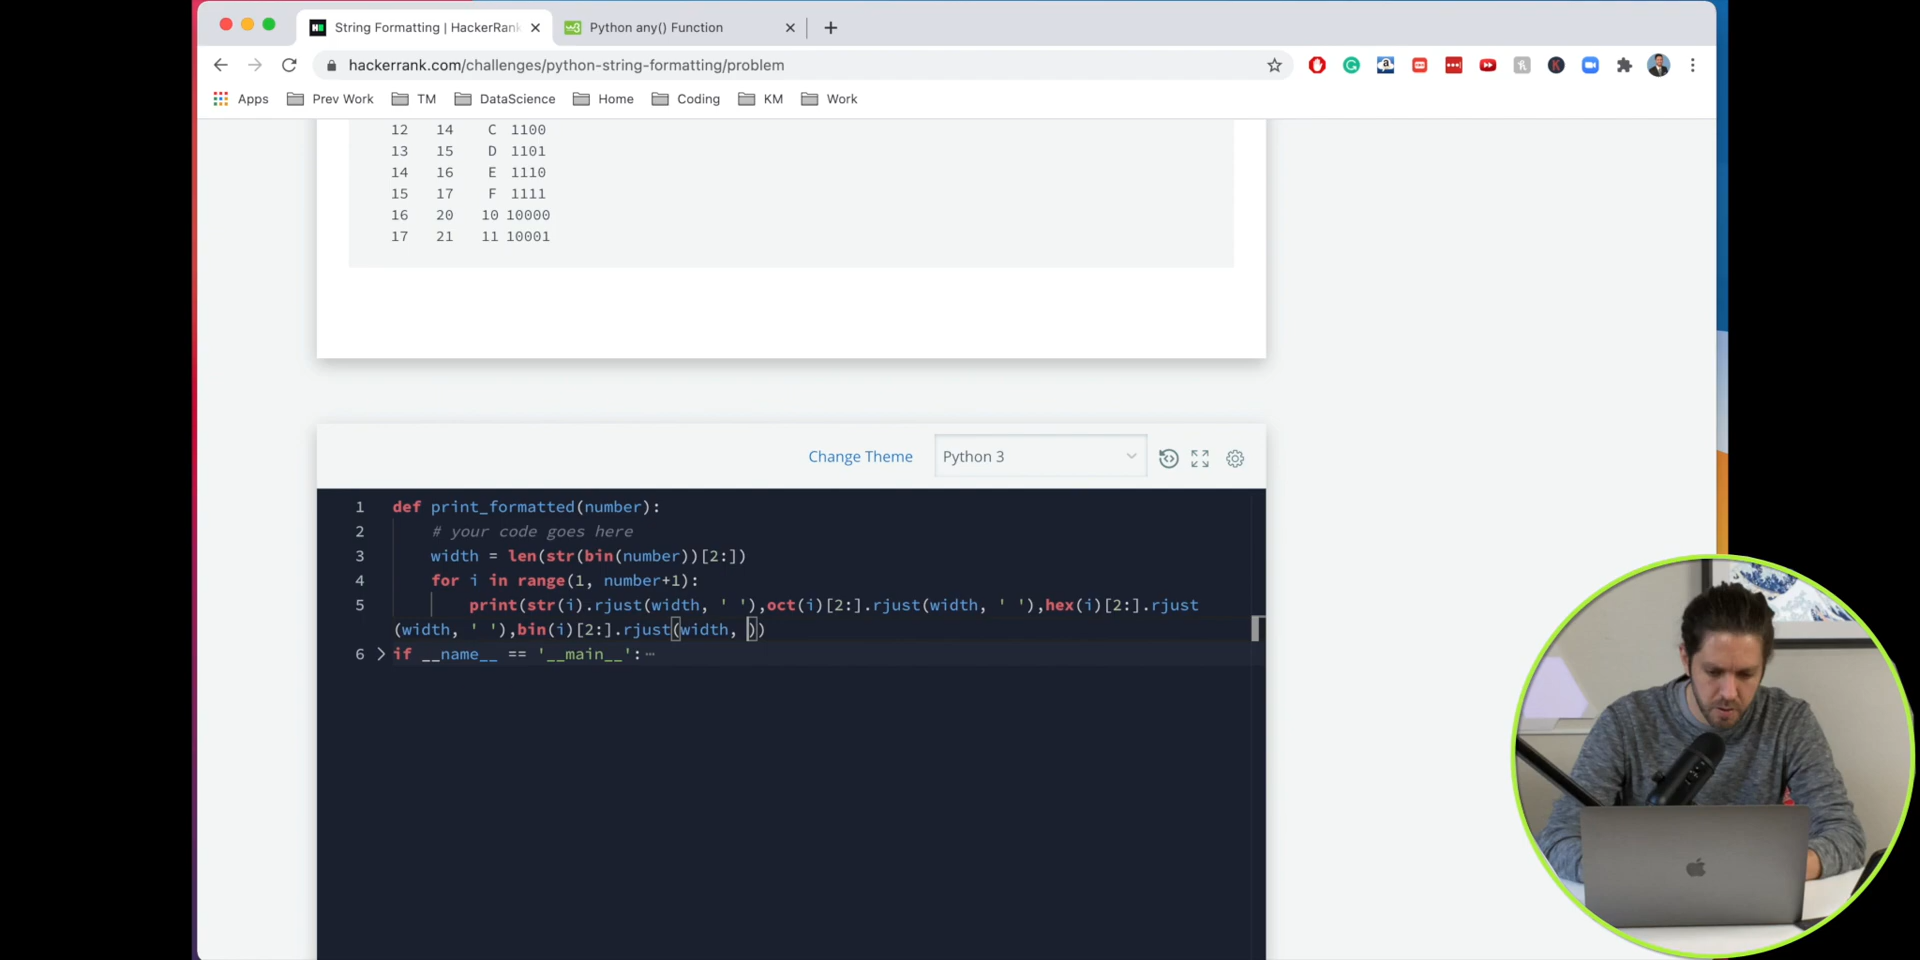 String Formatting | HackerRank
Python any() Function
hackerrank.com/challenges/python-string-formatting/problem
Apps Prev Work TM DataScience Home Coding KM Work
12 14 C 1100
13 15 D 1101
14 16 E 1110
15 17 F 1111
16 20 10 10000
17 21 11 10001
Change Theme Python 3
1 def print_formatted(number):
2 # your code goes here
3 width = len(str(bin(number))[2:])
4 for i in range(1, number+1):
5 print(str(i).rjust(width, ' '),oct(i)[2:].rjust(width, ' '),hex(i)[2:].rjust
(width, ' '),bin(i)[2:].rjust(width, ))
6 if __name__ == '__main__':